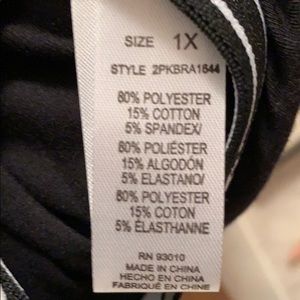 SIZE 1X
STYLE 2PKBRA1644
80% POLYESTER
15% COTTON
5% SPANDEX/
80% POLIÉSTER
15% ALGODÓN
5% ELASTANO/
80% POLYESTER
15% COTON
5% ÉLASTHANNE
RN 93010
MADE IN CHINA
HECHO EN CHINA
FABRIQUÉ EN CHINE